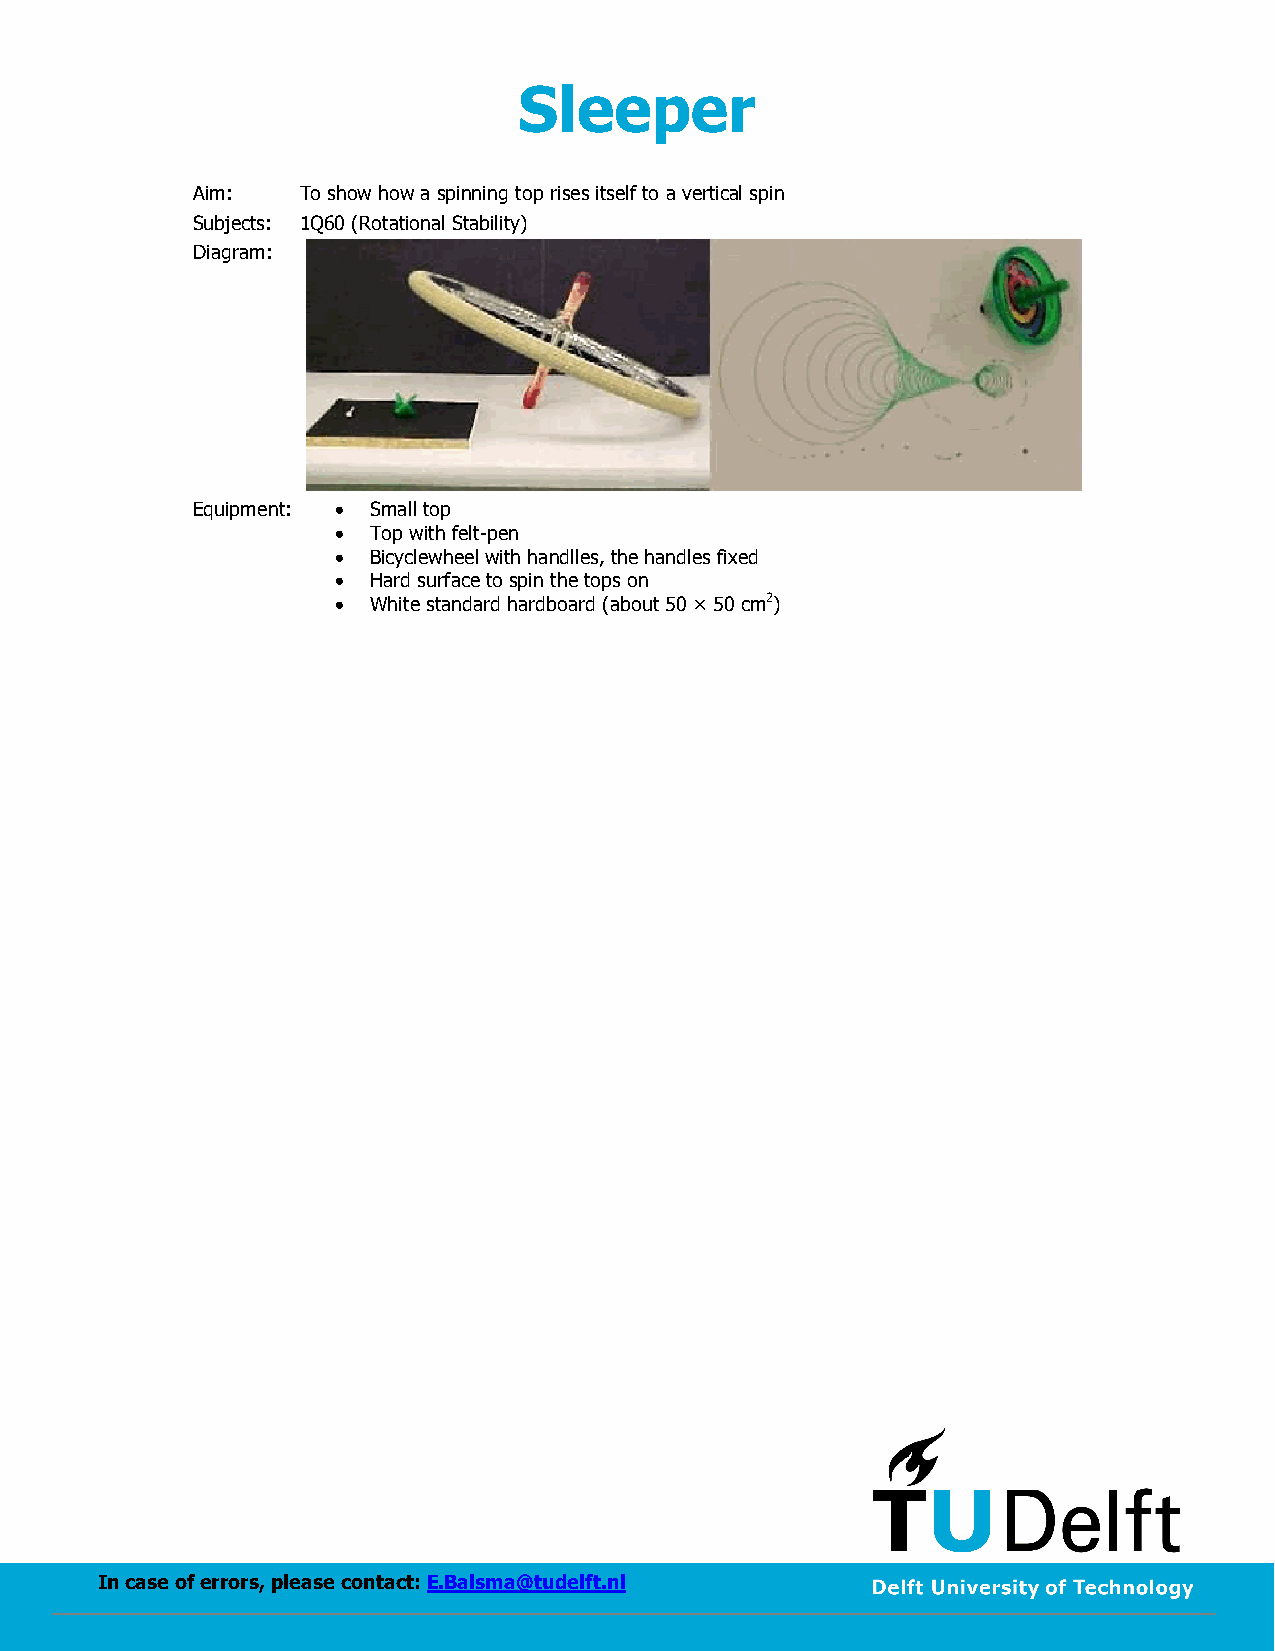 Sleeper
Aim: To show how a spinning top rises itself to a vertical spin
Subjects: 1Q60 (Rotational Stability)
Diagram:
Equipment: • Small top
• Top with felt-pen
• Bicyclewheel with handlles, the handles fixed
• Hard surface to spin the tops on
• White standard hardboard (about 50 × 50 cm²)
TUDelft
In case of errors, please contact: E.Balsma@tudelft.nl
Delft University of Technology